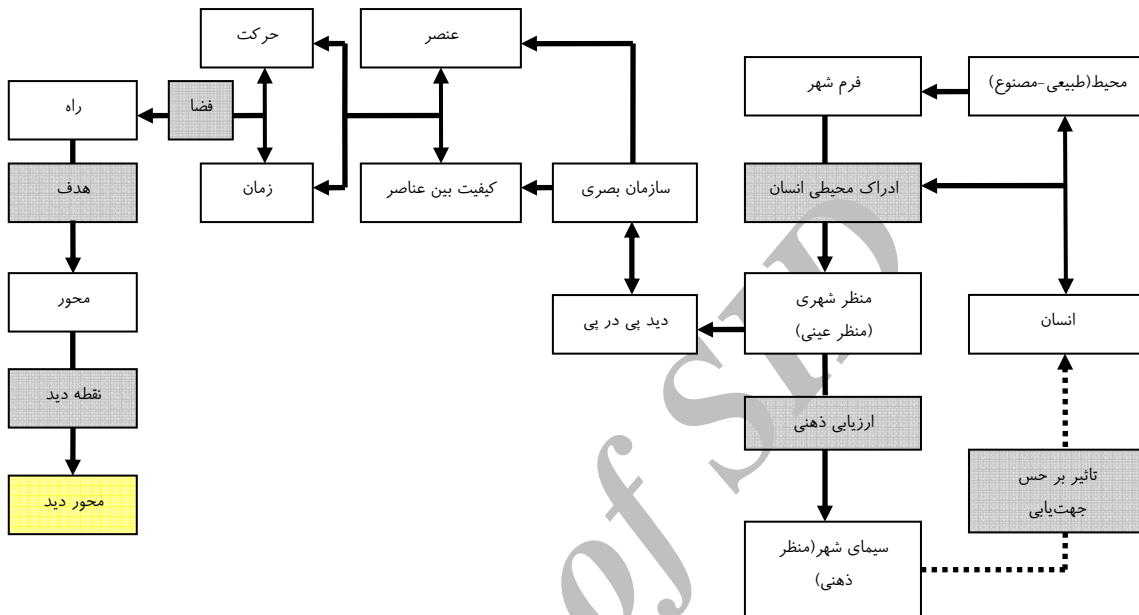 محیط(طبیعی-مصنوع)
فرم شهر
عنصر
حرکت
فضا
راه
ادراک محیطی انسان
سازمان بصری
کیفیت بین عناصر
زمان
هدف
انسان
منظر شهری
(منظر عینی)
دید پی در پی
محور
ارزیابی ذهنی
نقطه دید
تاثیر بر حس
جهت‌یابی
محور دید
سیمای شهر(منظر
ذهنی)
of SID